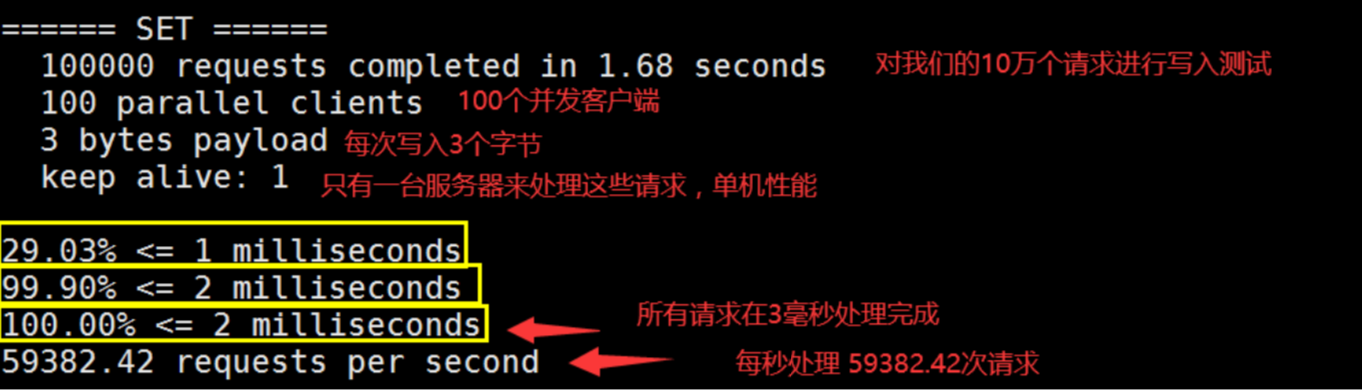 ====== SET ======
100000 requests completed in 1.68 seconds 对我们的10万个请求进行写入测试
100 parallel clients 100个并发客户端
3 bytes payload 每次写入3个字节
keep alive: 1 只有一台服务器来处理这些请求，单机性能
29.03% <= 1 milliseconds
99.90% <= 2 milliseconds
100.00% <= 2 milliseconds 所有请求在3毫秒处理完成
59382.42 requests per second 每秒处理 59382.42次请求